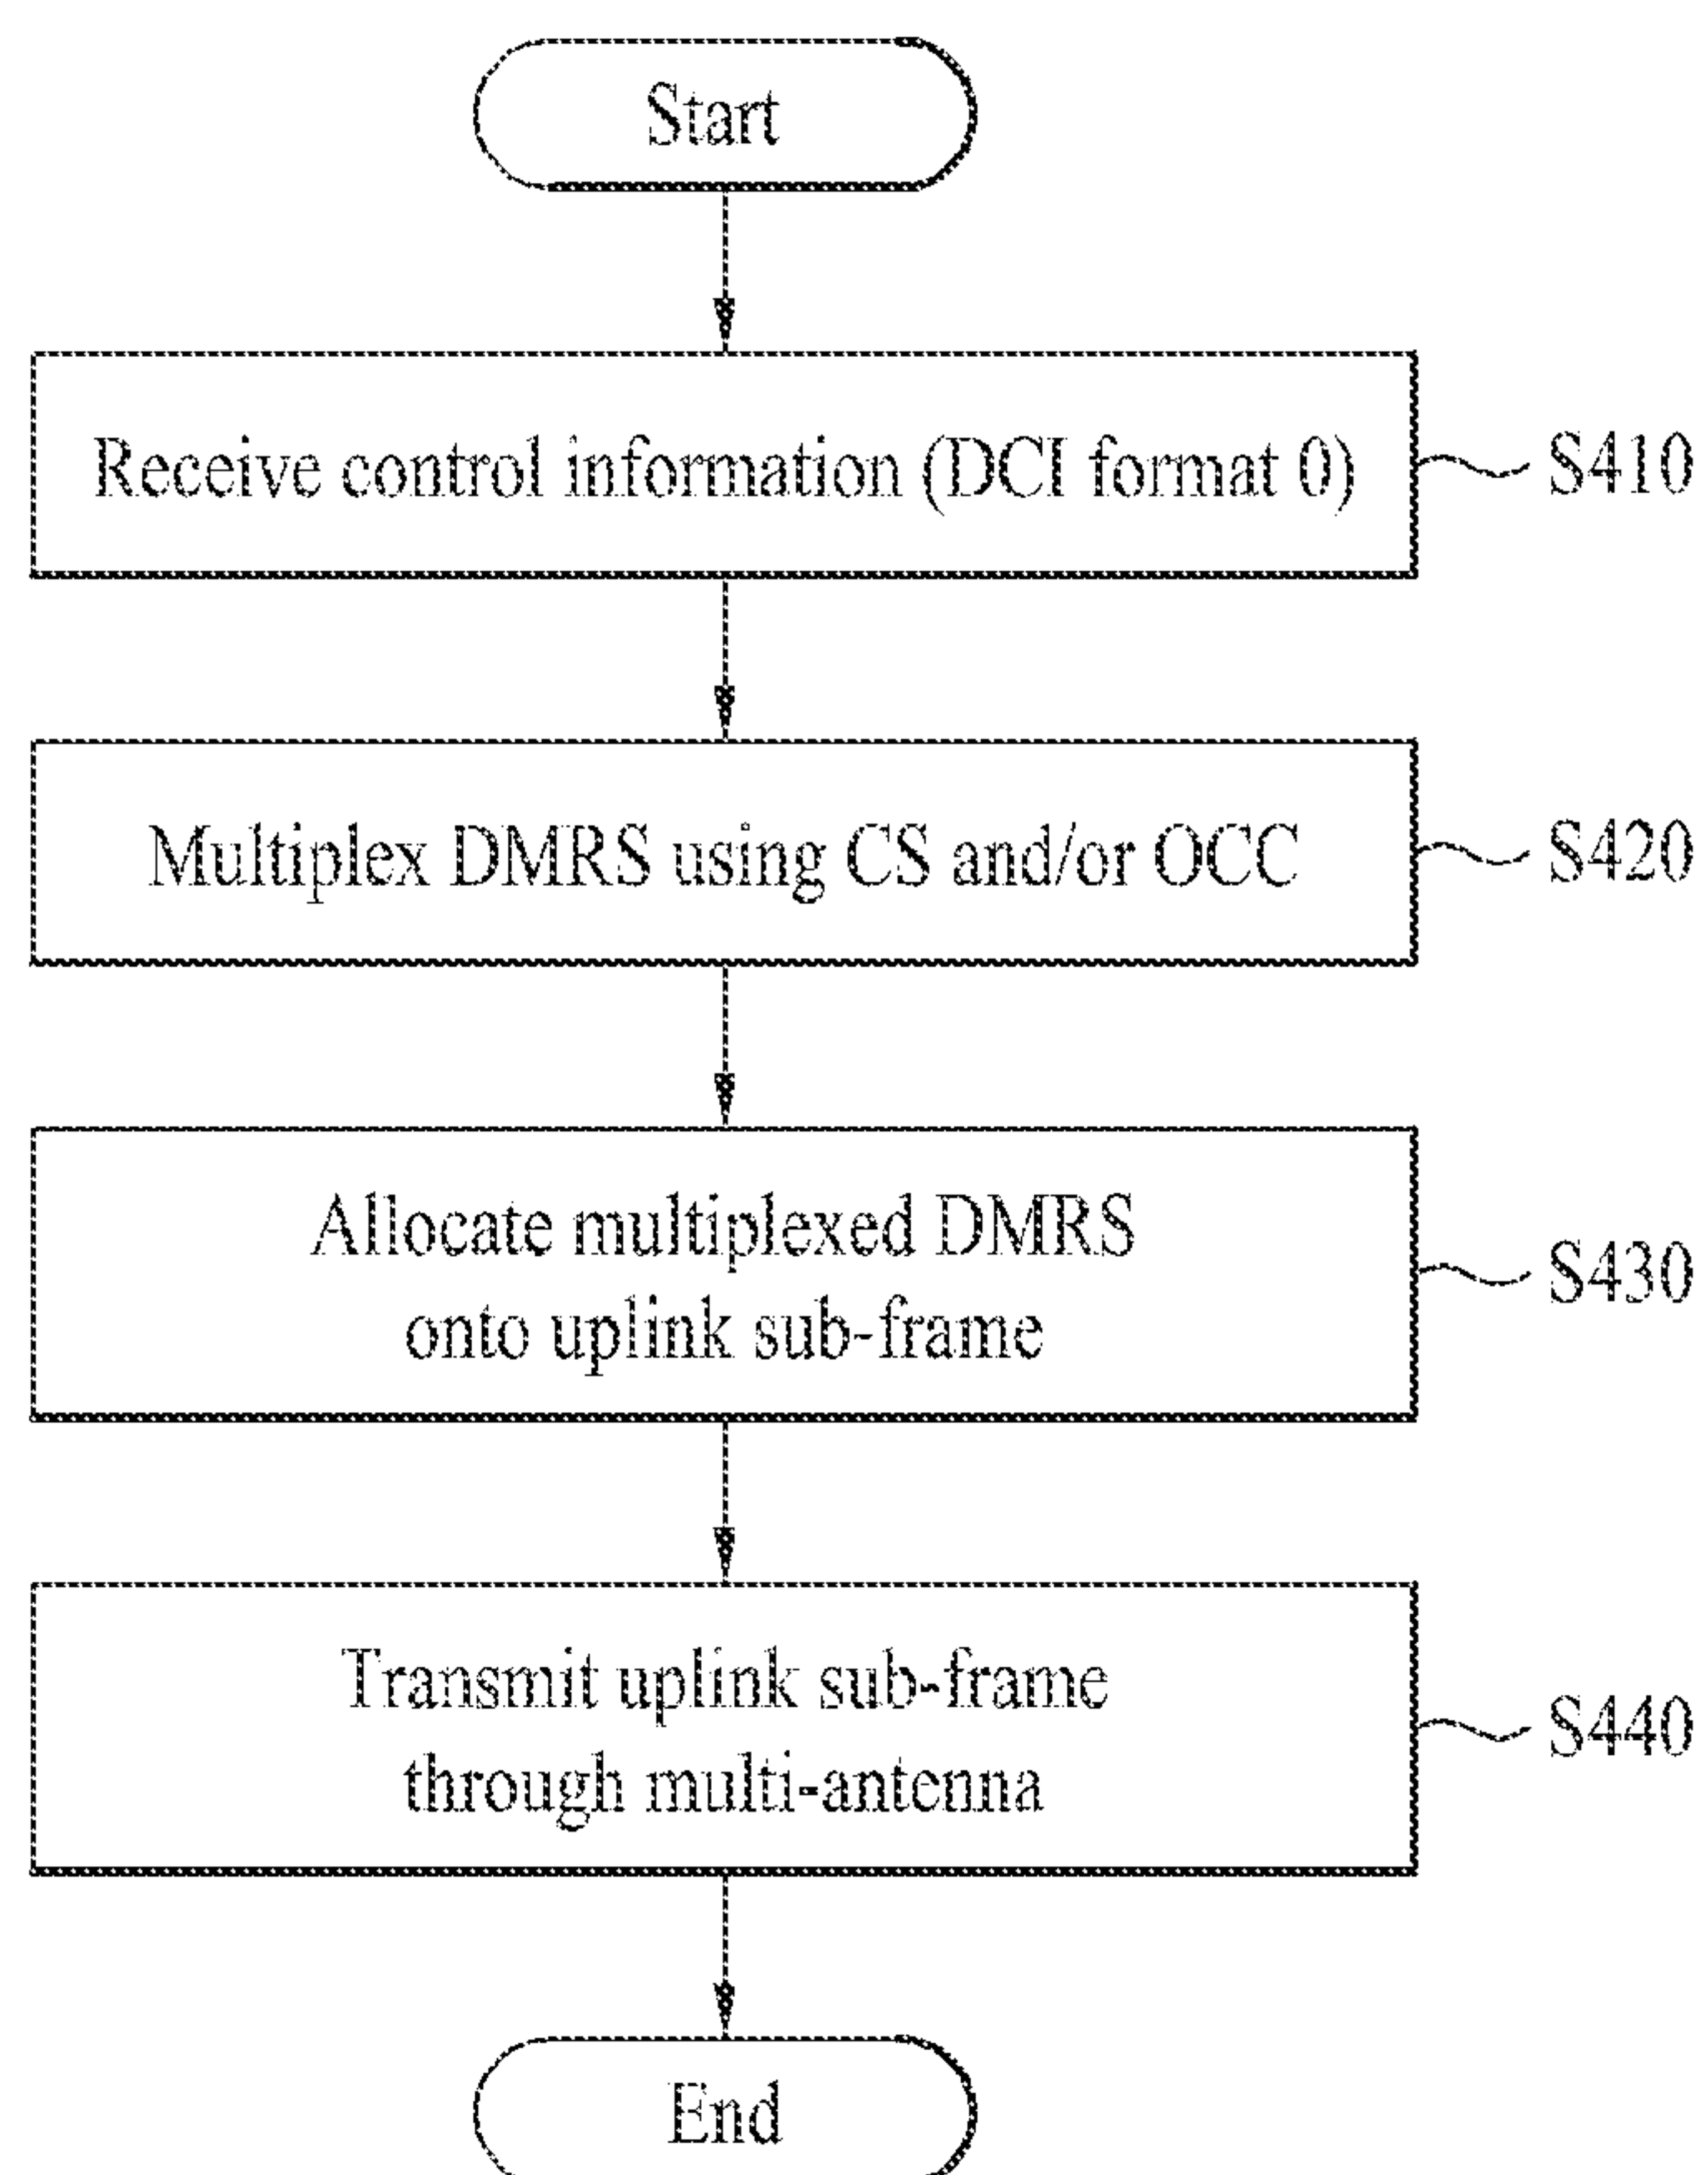 Start
Receive control information (DCI format 0)
S410
Multiplex DMRS using CS and/or OCC
S420
Allocate multiplexed DMRS
onto uplink sub-frame
S430
Transmit uplink sub-frame
through multi-antenna
S440
End